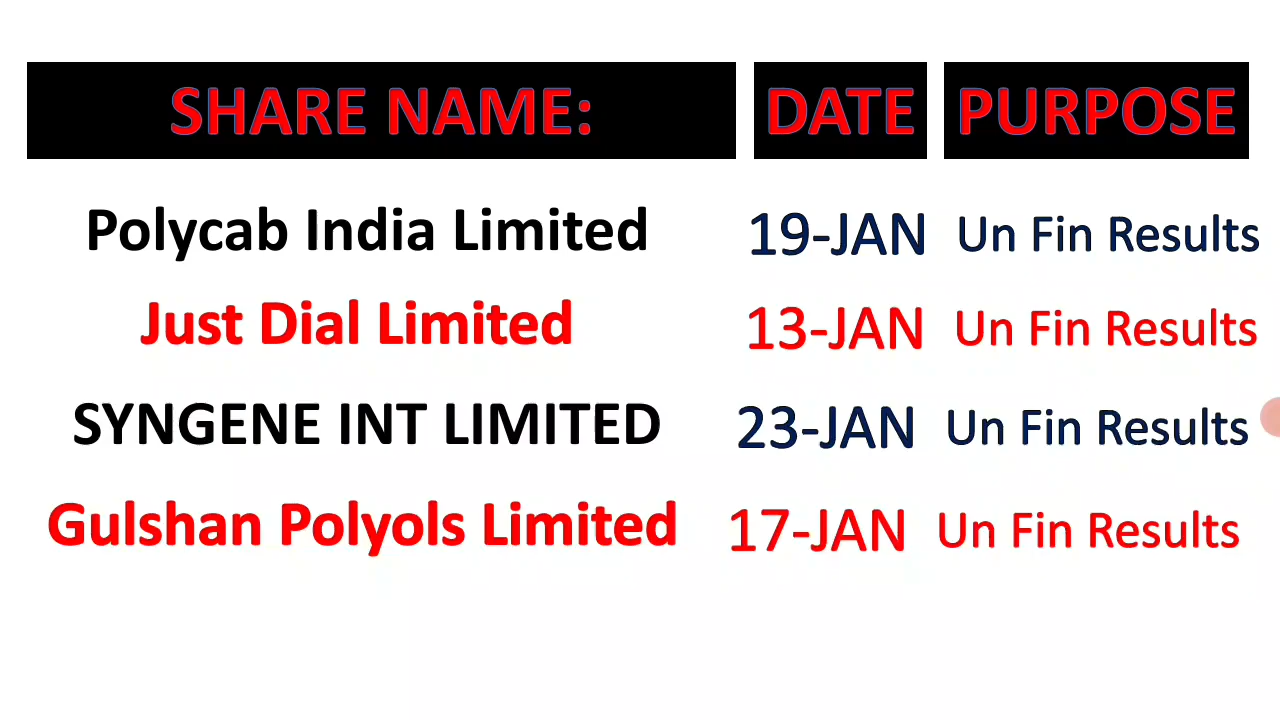 SHARE NAME: DATE PURPOSE
Polycab India Limited 19-JAN Un Fin Results
Just Dial Limited 13-JAN Un Fin Results
SYNGENE INT LIMITED 23-JAN Un Fin Results
Gulshan Polyols Limited 17-JAN Un Fin Results